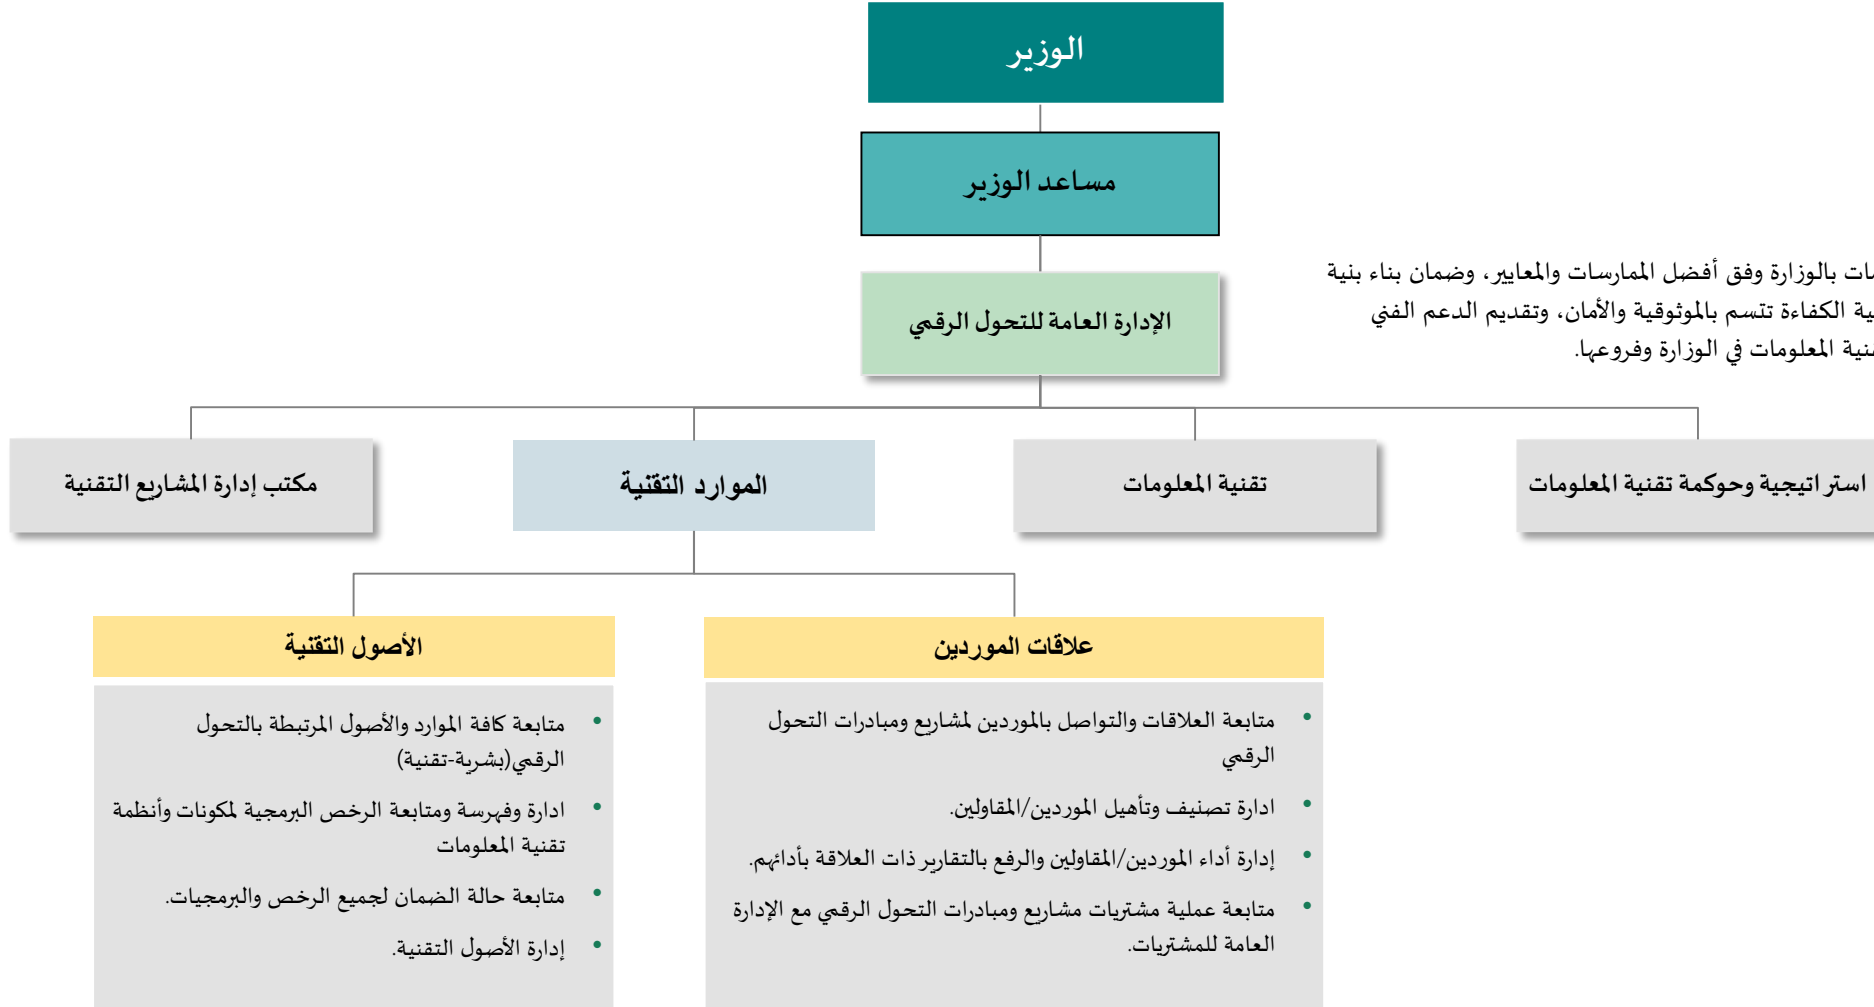 الوزير
مساعد الوزير
الإدارة العامة للتحول الرقمي
بالوزارة وفق أفضل الممارسات والمعايير، وضمان بناء بنية
الكفاءة تتسم بالموثوقية والأمان، وتقديم الدعم الفني
المعلومات في الوزارة وفروعها.
استراتيجية وحوكمة تقنية المعلومات
تقنية المعلومات
الموارد التقنية
مكتب إدارة المشاريع التقنية
علاقات الموردين
• متابعة العلاقات والتواصل بالموردين لمشاريع ومبادرات التحول
الرقمي
• ادارة تصنيف وتأهيل الموردين/المقاولين.
• إدارة أداء الموردين/المقاولين والرفع بالتقارير ذات العلاقة بأدائهم.
• متابعة عملية مشتريات مشاريع ومبادرات التحول الرقمي مع الإدارة
العامة للمشتريات.
الأصول التقنية
• متابعة كافة الموارد والأصول المرتبطة بالتحول
الرقمي(بشرية-تقنية)
• ادارة وفهرسة ومتابعة الرخص البرمجية لمكونات وأنظمة
تقنية المعلومات
• متابعة حالة الضمان لجميع الرخص والبرمجيات.
• إدارة الأصول التقنية.